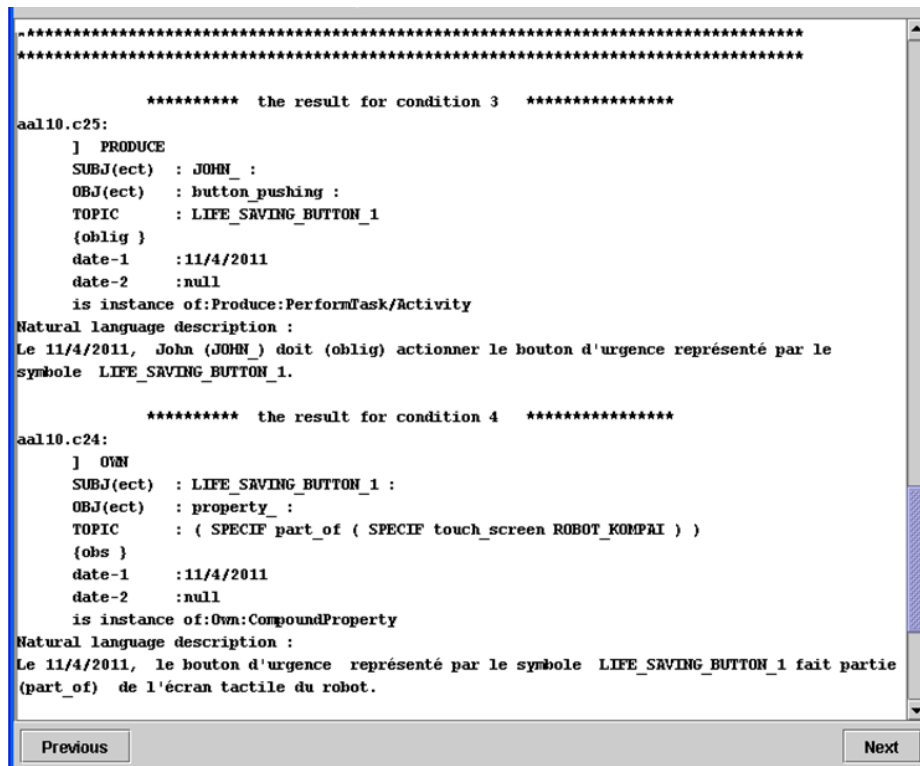 *************************************************************************************
*************************************************************************************
********** the result for condition 3 ****************
aal10.c25:
] PRODUCE
SUBJ(ect) : JOHN_ :
OBJ(ect) : button_pushing :
TOPIC : LIFE_SAVING_BUTTON_1
{oblig }
date-1 :11/4/2011
date-2 :null
is instance of:Produce:PerformTask/Activity
Natural language description :
Le 11/4/2011, John (JOHN_) doit (oblig) actionner le bouton d'urgence représenté par le
symbole LIFE_SAVING_BUTTON_1.
********** the result for condition 4 ****************
aal10.c24:
] OWN
SUBJ(ect) : LIFE_SAVING_BUTTON_1 :
OBJ(ect) : property_ :
TOPIC : ( SPECIF part_of ( SPECIF touch_screen ROBOT_KOMPAI ) )
{obs }
date-1 :11/4/2011
date-2 :null
is instance of:Own:CompoundProperty
Natural language description :
Le 11/4/2011, le bouton d'urgence représenté par le symbole LIFE_SAVING_BUTTON_1 fait partie
(part_of) de l'écran tactile du robot.
Previous Next